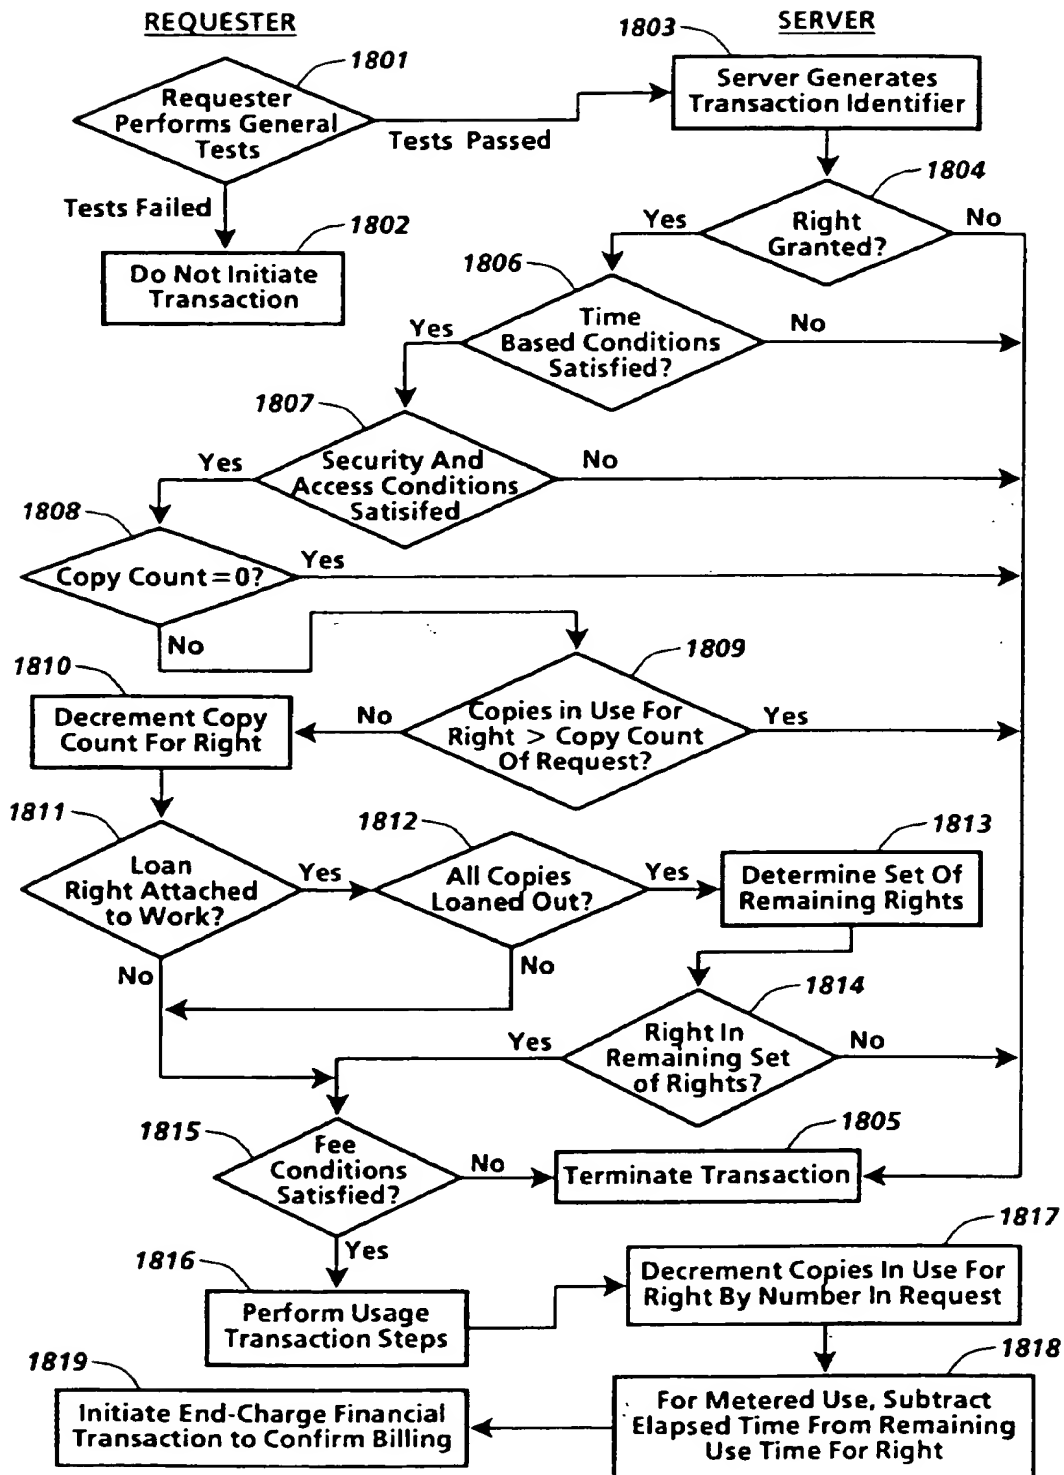 REQUESTER
SERVER
1801
Requester
Performs General
Tests
Tests Passed
Tests Failed
1802
Do Not Initiate
Transaction
1803
Server Generates
Transaction Identifier
1804
Right
Granted?
Yes
No
1806
Time
Based Conditions
Satisfied?
Yes
No
1807
Security And
Access Conditions
Satisifed
Yes
No
1808
Copy Count = 0?
Yes
No
1809
Copies in Use For
Right > Copy Count
Of Request?
No
Yes
1810
Decrement Copy
Count For Right
1811
Loan
Right Attached
to Work?
Yes
No
1812
All Copies
Loaned Out?
Yes
No
1813
Determine Set Of
Remaining Rights
1814
Right In
Remaining Set
of Rights?
Yes
No
1815
Fee
Conditions
Satisfied?
No
Yes
1805
Terminate Transaction
1816
Perform Usage
Transaction Steps
1817
Decrement Copies In Use For
Right By Number In Request
1818
For Metered Use, Subtract
Elapsed Time From Remaining
Use Time For Right
1819
Initiate End-Charge Financial
Transaction to Confirm Billing